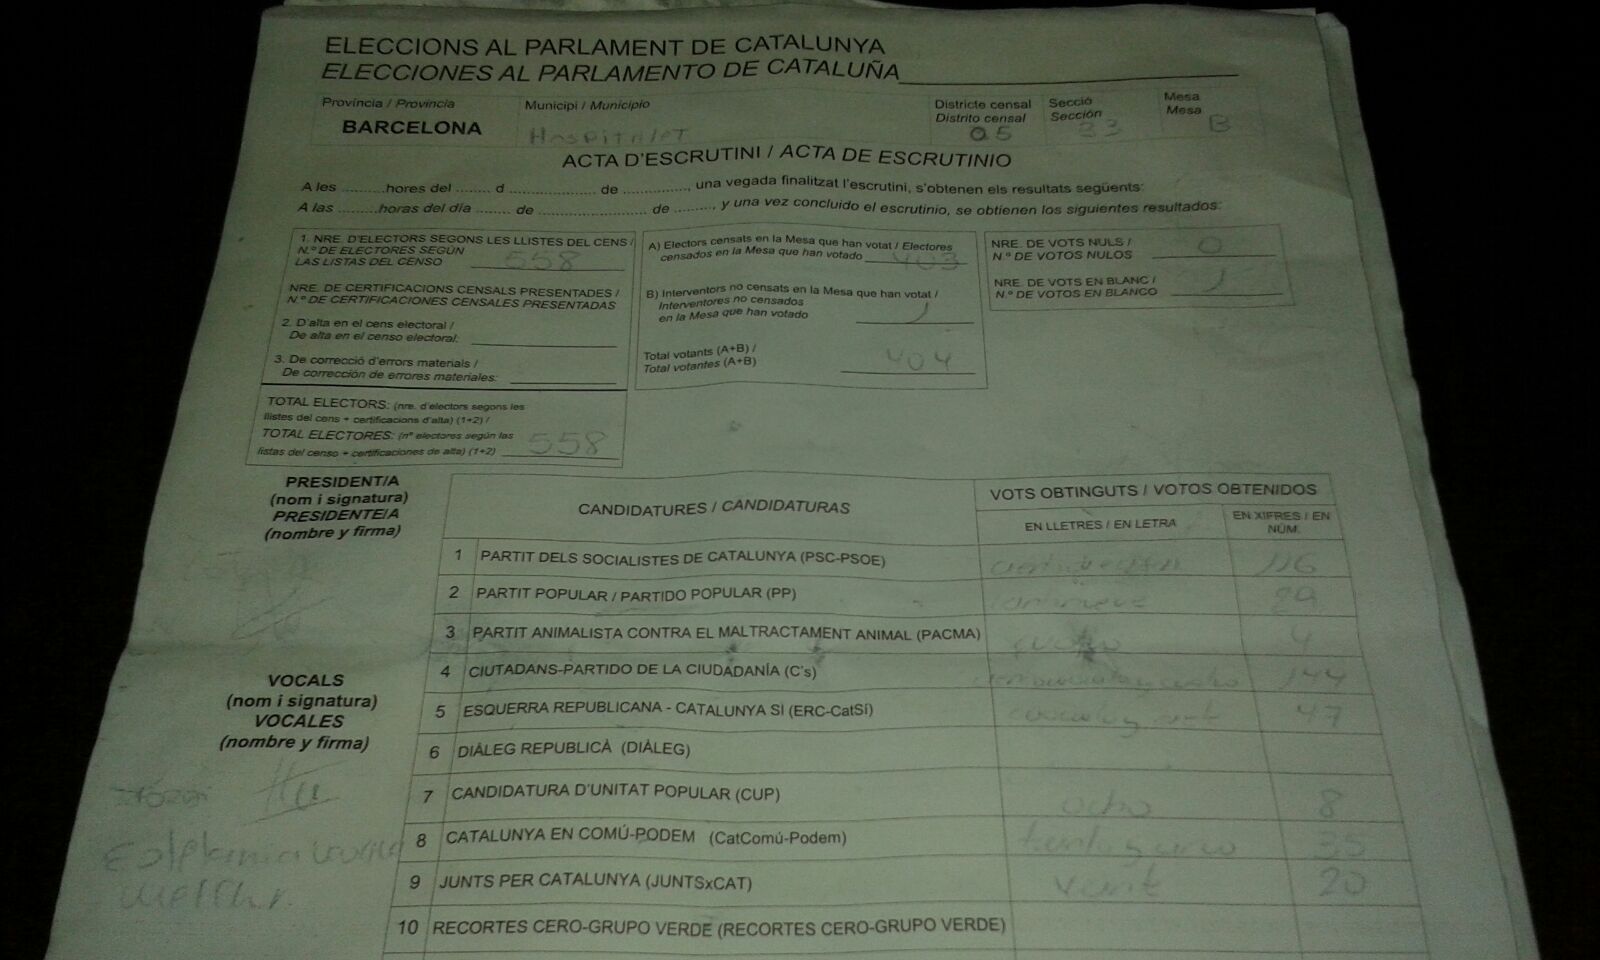 ELECCIONS AL PARLAMENT DE CATALUNYA
ELECCIONES AL PARLAMENTO DE CATALUÑA
Província / Provincia
BARCELONA
Municipi / Municipio
Hospitalet
Districte censal
Distrito censal
05
Secció
Sección
33
Mesa
Mesa
B
ACTA D'ESCRUTINI / ACTA DE ESCRUTINIO
A les ..........hores del ........ d .................... de ..............., una vegada finalitzat l'escrutini, s'obtenen els resultats següents:
A las ..........horas del día ........ de ......................... de .........., y una vez concluido el escrutinio, se obtienen los siguientes resultados:
1. NRE. D'ELECTORS SEGONS LES LLISTES DEL CENS /
N.º DE ELECTORES SEGÚN
LAS LISTAS DEL CENSO 558
NRE. DE CERTIFICACIONS CENSALS PRESENTADES /
N.º DE CERTIFICACIONES CENSALES PRESENTADAS
2. D'alta en el cens electoral /
De alta en el censo electoral:
3. De correcció d'errors materials /
De corrección de errores materiales:
TOTAL ELECTORS: (nre. d'electors segons les
llistes del cens + certificacions d'alta) (1+2) /
TOTAL ELECTORES: (nº electores según las
listas del censo + certificaciones de alta) (1+2) 558
A) Electors censats en la Mesa que han votat / Electores
censados en la Mesa que han votado 403
B) Interventors no censats en la Mesa que han votat /
Interventores no censados
en la Mesa que han votado 1
Total votants (A+B) /
Total votantes (A+B) 404
NRE. DE VOTS NULS /
N.º DE VOTOS NULOS 0
NRE. DE VOTS EN BLANC /
N.º DE VOTOS EN BLANCO 1
PRESIDENT/A
(nom i signatura)
PRESIDENTE/A
(nombre y firma)
VOCALS
(nom i signatura)
VOCALES
(nombre y firma)
CANDIDATURES / CANDIDATURAS
VOTS OBTINGUTS / VOTOS OBTENIDOS
EN LLETRES / EN LETRA
EN XIFRES / EN
NÚM.
1 PARTIT DELS SOCIALISTES DE CATALUNYA (PSC-PSOE) 116
2 PARTIT POPULAR / PARTIDO POPULAR (PP) 29
3 PARTIT ANIMALISTA CONTRA EL MALTRACTAMENT ANIMAL (PACMA) cuatro 4
4 CIUTADANS-PARTIDO DE LA CIUDADANÍA (C's) 144
5 ESQUERRA REPUBLICANA - CATALUNYA SÍ (ERC-CatSí) 47
6 DIÀLEG REPUBLICÀ (DIÀLEG)
7 CANDIDATURA D'UNITAT POPULAR (CUP) ocho 8
8 CATALUNYA EN COMÚ-PODEM (CatComú-Podem) 35
9 JUNTS PER CATALUNYA (JUNTSxCAT) 20
10 RECORTES CERO-GRUPO VERDE (RECORTES CERO-GRUPO VERDE)